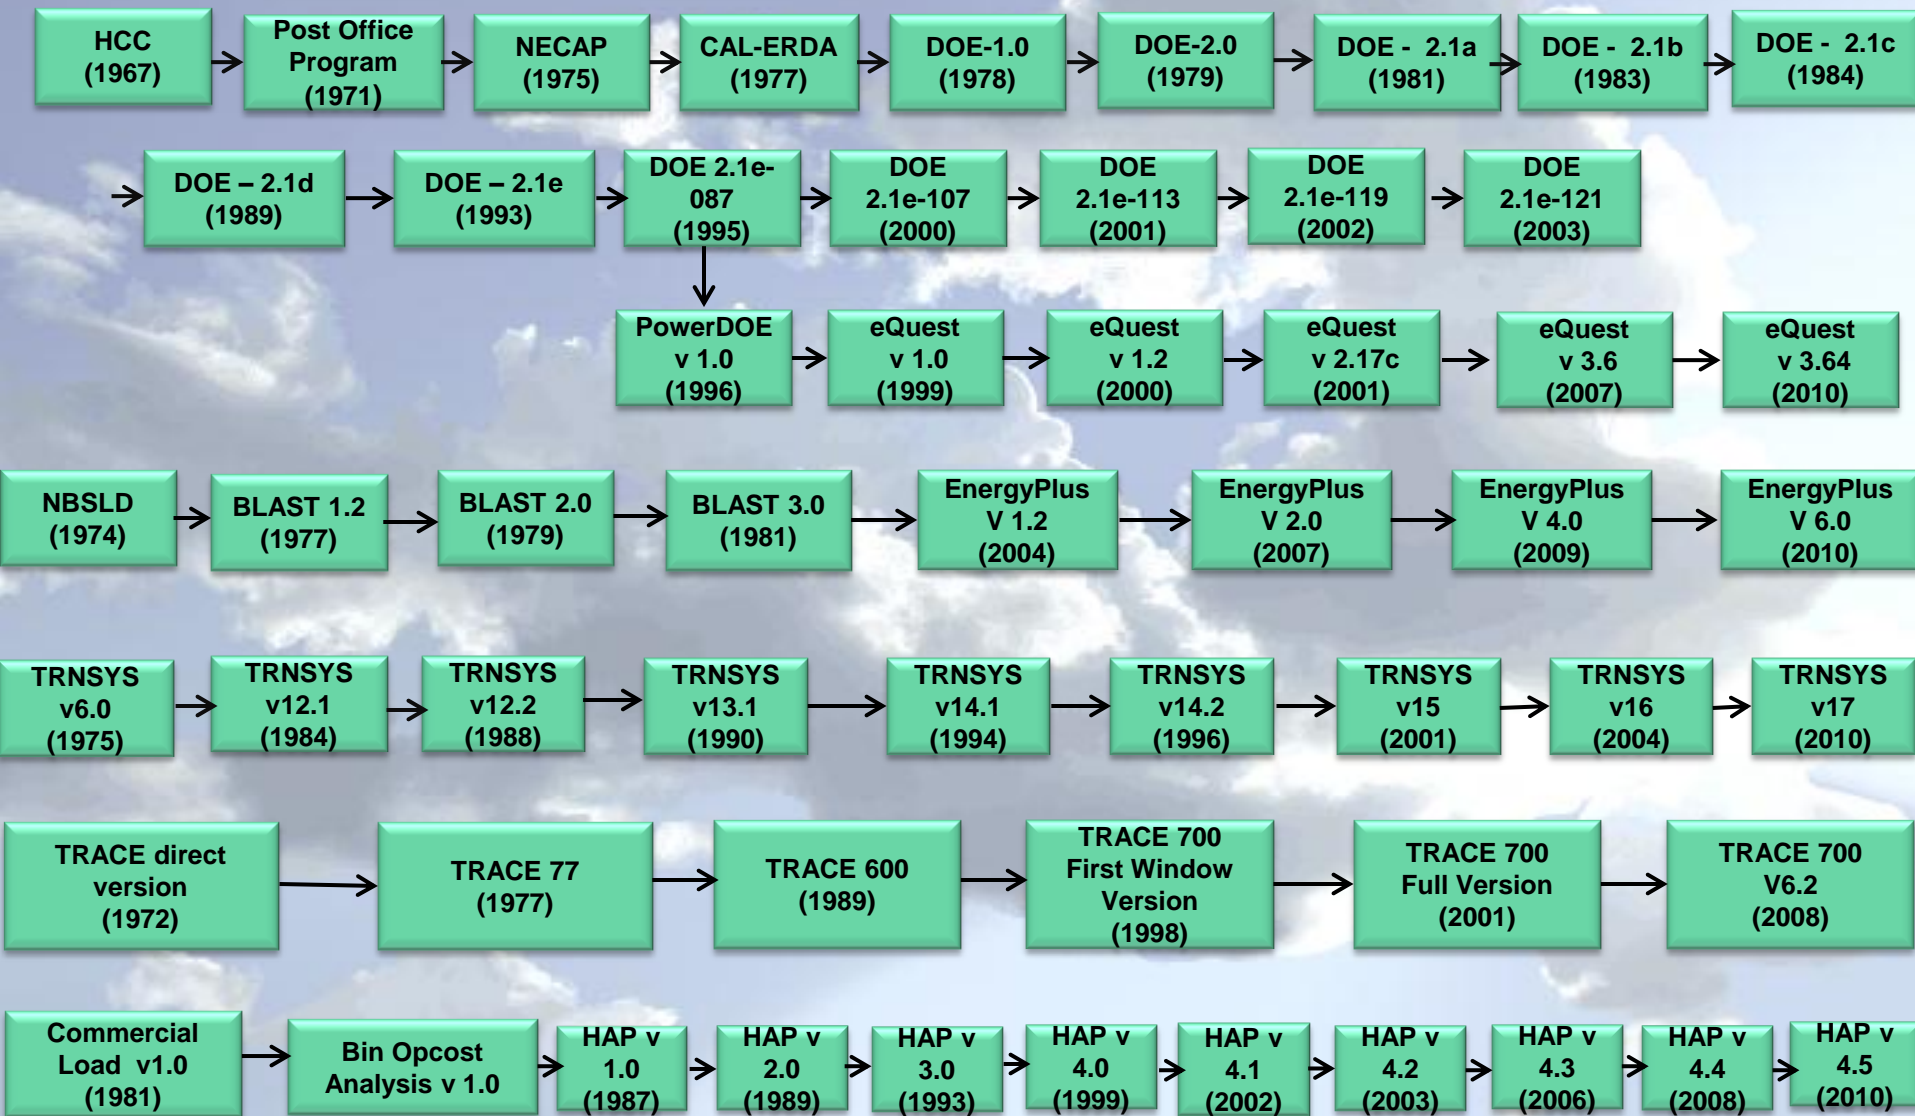 HCC
(1967)
Post Office
Program
(1971)
NECAP
(1975)
CAL-ERDA
(1977)
DOE-1.0
(1978)
DOE-2.0
(1979)
DOE - 2.1a
(1981)
DOE - 2.1b
(1983)
DOE - 2.1c
(1984)
DOE – 2.1d
(1989)
DOE – 2.1e
(1993)
DOE 2.1e-
087
(1995)
DOE
2.1e-107
(2000)
DOE
2.1e-113
(2001)
DOE
2.1e-119
(2002)
DOE
2.1e-121
(2003)
PowerDOE
v 1.0
(1996)
eQuest
v 1.0
(1999)
eQuest
v 1.2
(2000)
eQuest
v 2.17c
(2001)
eQuest
v 3.6
(2007)
eQuest
v 3.64
(2010)
NBSLD
(1974)
BLAST 1.2
(1977)
BLAST 2.0
(1979)
BLAST 3.0
(1981)
EnergyPlus
V 1.2
(2004)
EnergyPlus
V 2.0
(2007)
EnergyPlus
V 4.0
(2009)
EnergyPlus
V 6.0
(2010)
TRNSYS
v6.0
(1975)
TRNSYS
v12.1
(1984)
TRNSYS
v12.2
(1988)
TRNSYS
v13.1
(1990)
TRNSYS
v14.1
(1994)
TRNSYS
v14.2
(1996)
TRNSYS
v15
(2001)
TRNSYS
v16
(2004)
TRNSYS
v17
(2010)
TRACE direct
version
(1972)
TRACE 77
(1977)
TRACE 600
(1989)
TRACE 700
First Window
Version
(1998)
TRACE 700
Full Version
(2001)
TRACE 700
V6.2
(2008)
Commercial
Load v1.0
(1981)
Bin Opcost
Analysis v 1.0
HAP v
1.0
(1987)
HAP v
2.0
(1989)
HAP v
3.0
(1993)
HAP v
4.0
(1999)
HAP v
4.1
(2002)
HAP v
4.2
(2003)
HAP v
4.3
(2006)
HAP v
4.4
(2008)
HAP v
4.5
(2010)